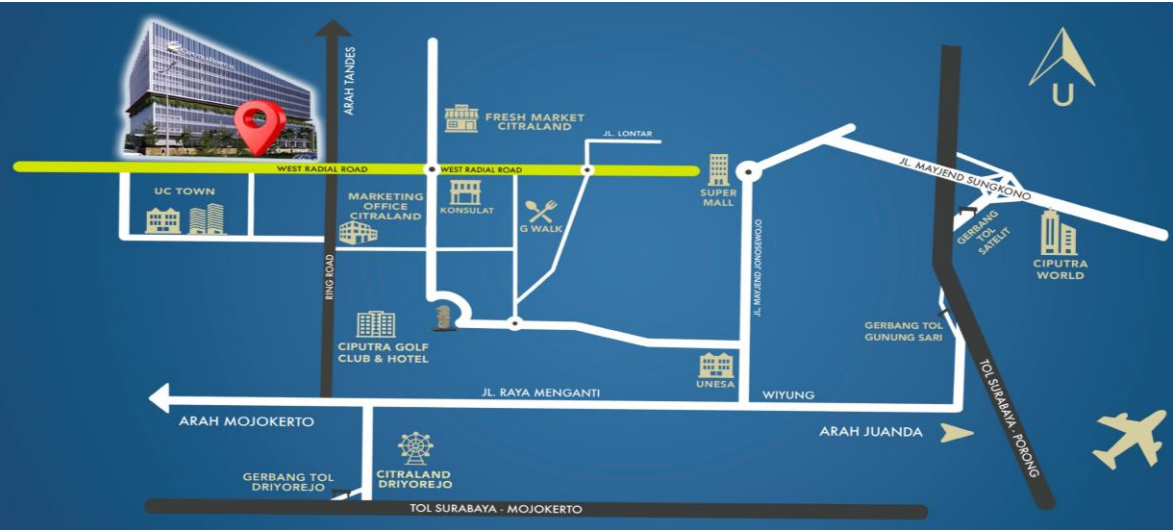 ARAH TANDES
FRESH MARKET
CITRALAND
JL. LONTAR
U
WEST RADIAL ROAD
WEST RADIAL ROAD
JL. MAYJEND SUNGKONO
UC TOWN
MARKETING
OFFICE
CITRALAND
KONSULAT
G WALK
SUPER
MALL
GERBANG
TOL
SATELIT
CIPUTRA
WORLD
RING ROAD
JL. MAYJEND JONOSEWOJO
CIPUTRA GOLF
CLUB & HOTEL
GERBANG TOL
GUNUNG SARI
UNESA
JL. RAYA MENGANTI
WIYUNG
TOL SURABAYA - PORONG
ARAH MOJOKERTO
ARAH JUANDA
GERBANG TOL
DRIYOREJO
CITRALAND
DRIYOREJO
TOL SURABAYA - MOJOKERTO